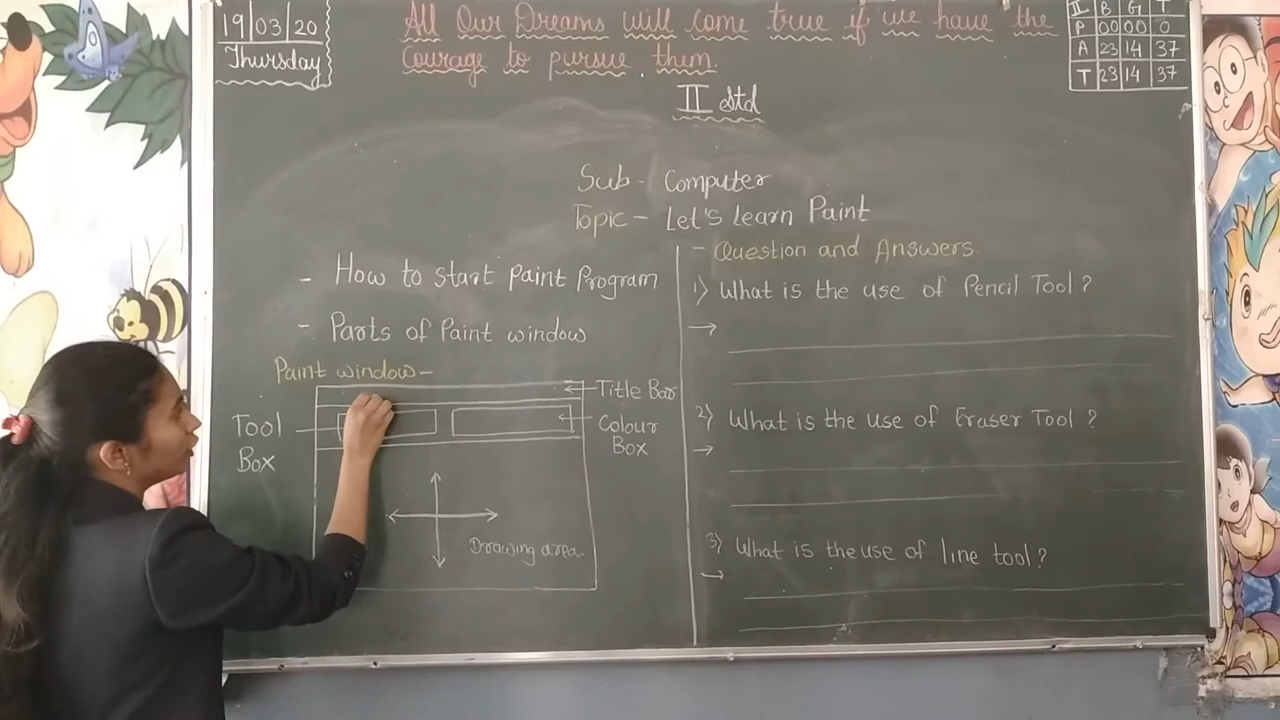 19/03/20
Thursday
All Our Dreams will come true if we have the
Courage to pursue them.
II B G T
P 00 00 0
A 23 14 37
T 23 14 37
II Std
Sub - Computer
Topic - Let's learn Paint
- How to start Paint Program
- Parts of Paint window
Paint window -
Title Bar
Tool
Box
Colour
Box
Drawing area
- Question and Answers.
1) What is the use of Pencil Tool?
→
2) What is the use of Eraser Tool ?
→
3) What is the use of line tool?
→